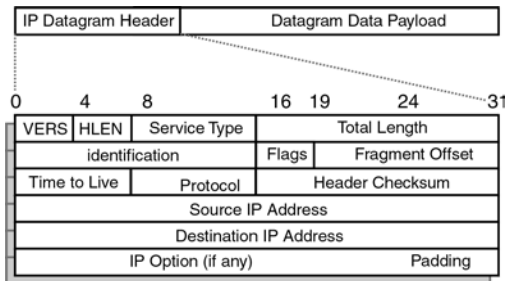 IP Datagram Header Datagram Data Payload
0 4 8 16 19 24 31
VERS HLEN Service Type Total Length
identification Flags Fragment Offset
Time to Live Protocol Header Checksum
Source IP Address
Destination IP Address
IP Option (if any) Padding